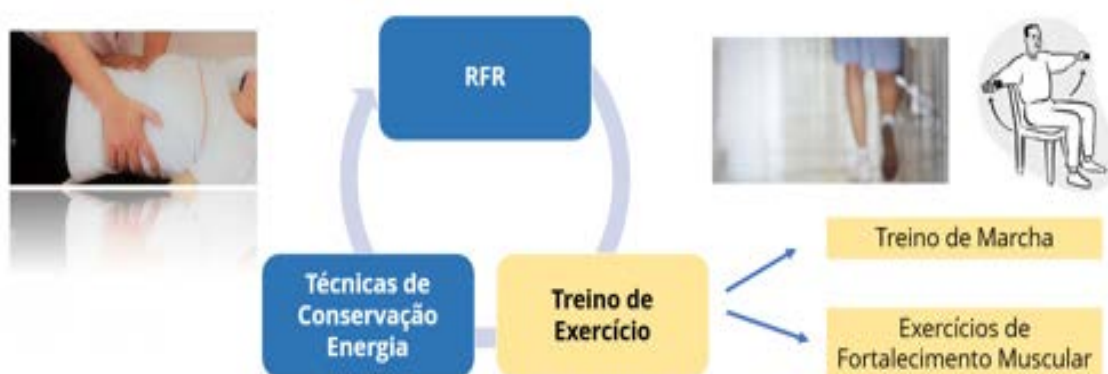 RFR
Técnicas de
Conservação
Energia
Treino de
Exercício
Treino de Marcha
Exercícios de
Fortalecimento Muscular